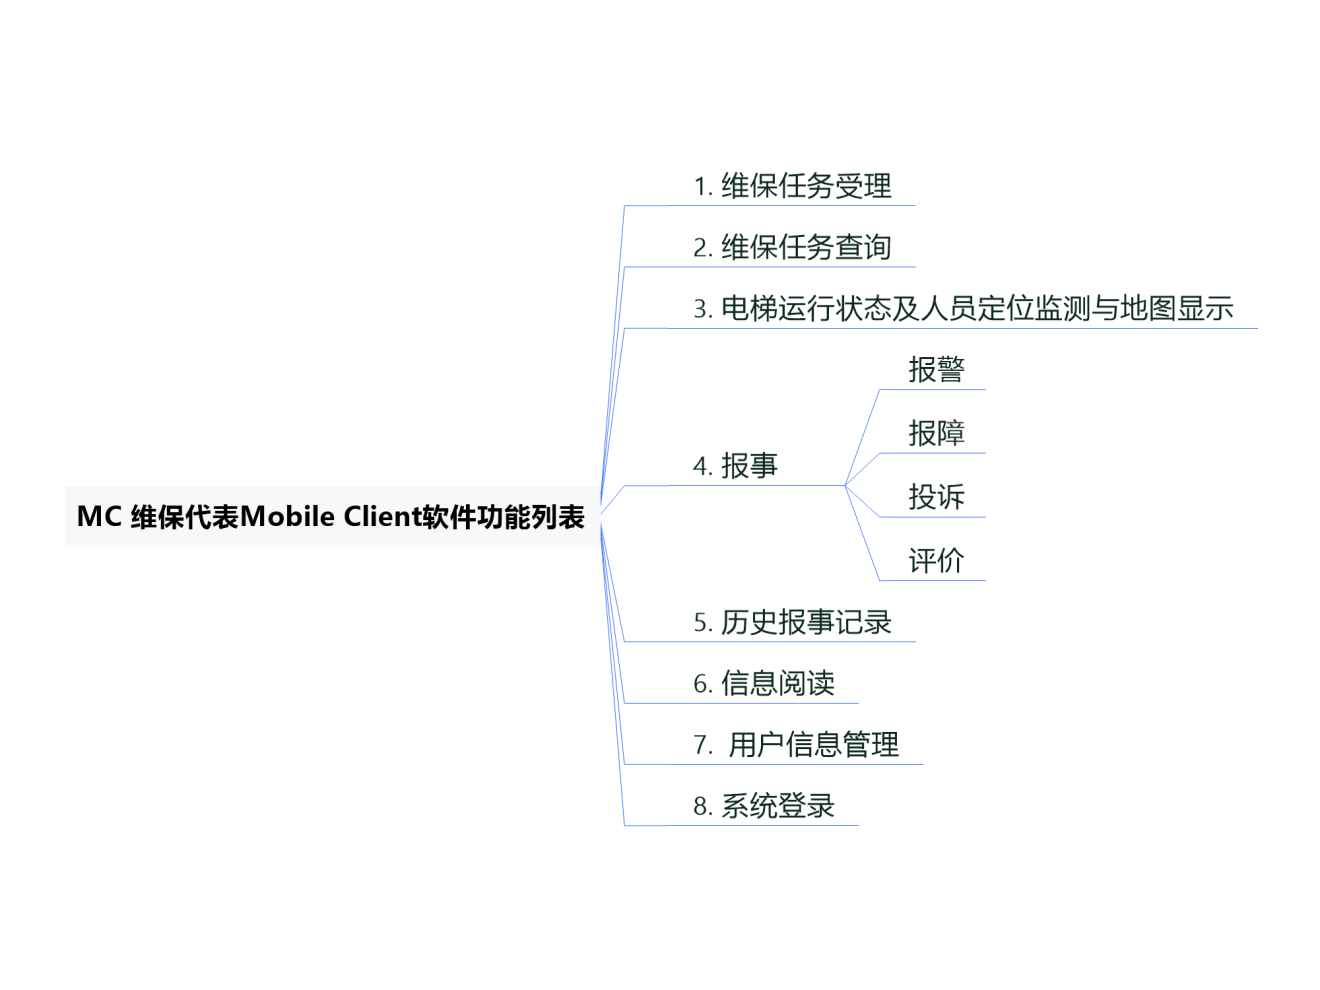 1. 维保任务受理
2. 维保任务查询
3. 电梯运行状态及人员定位监测与地图显示
报警
报障
4. 报事
投诉
MC 维保代表Mobile Client软件功能列表
评价
5. 历史报事记录
6. 信息阅读
7. 用户信息管理
8. 系统登录